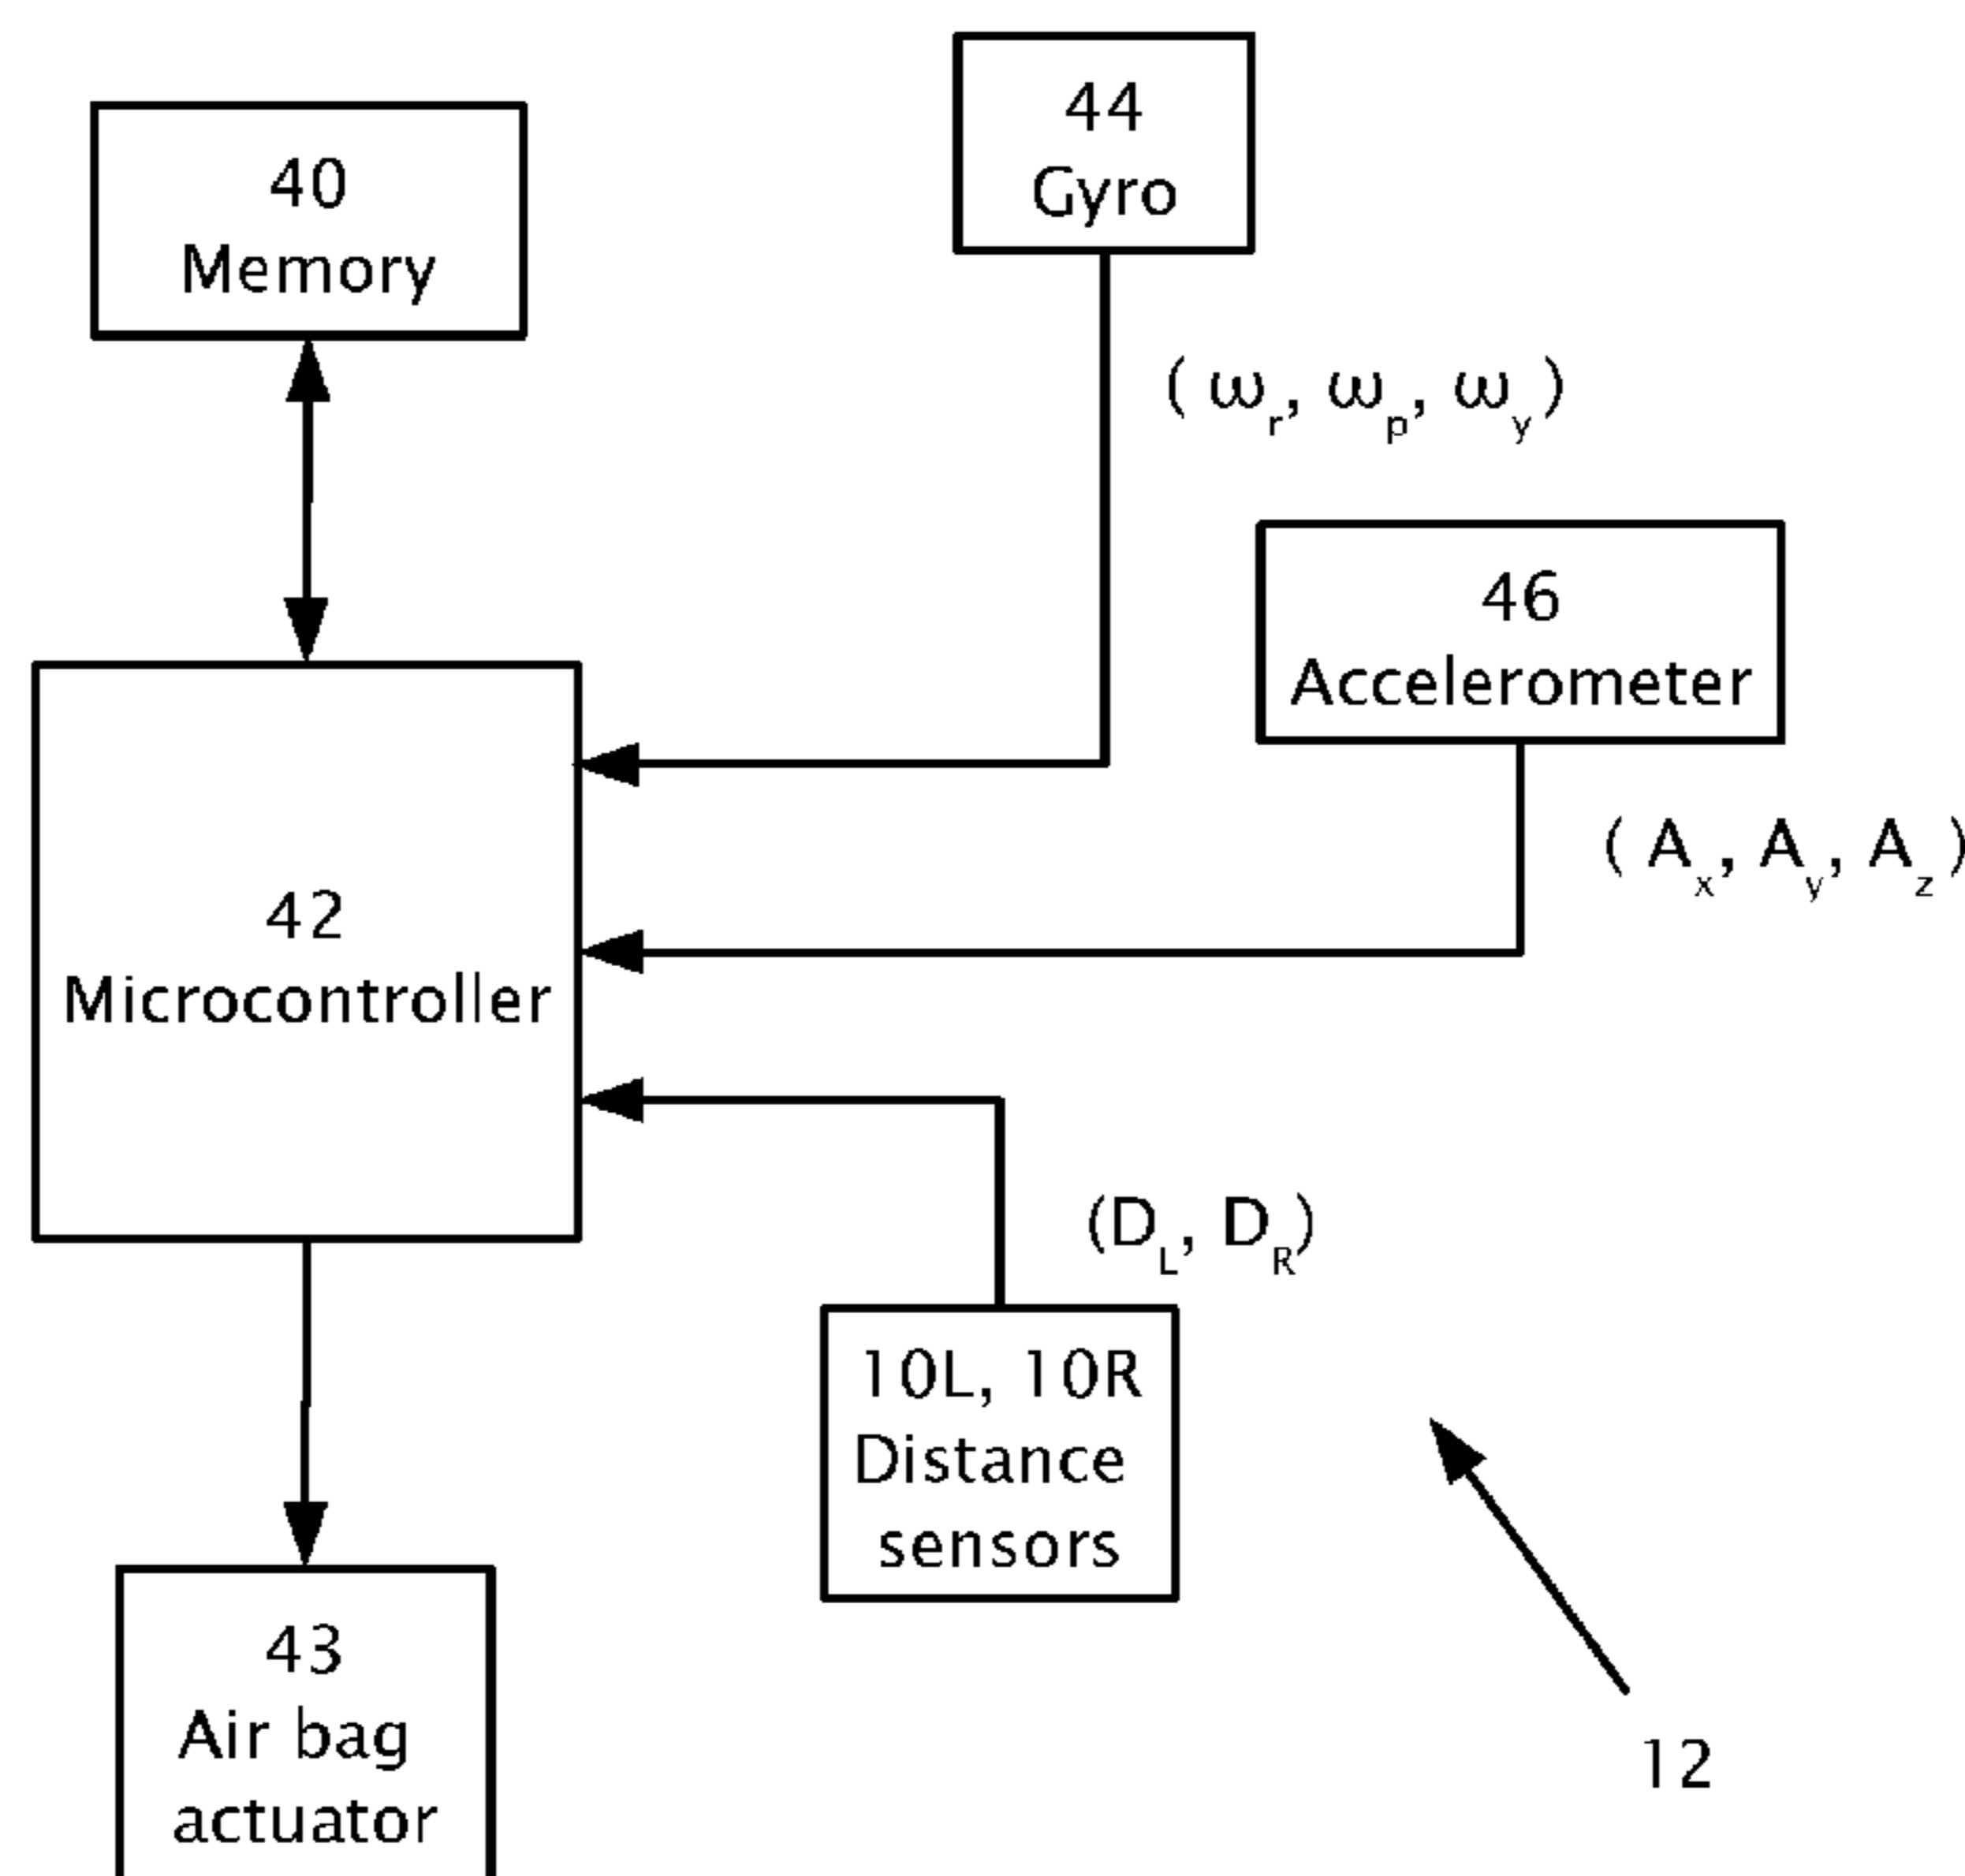 44
Gyro
40
Memory
( ωr, ωp, ωy )
46
Accelerometer
( Ax, Ay, Az )
42
Microcontroller
(DL, DR)
10L, 10R
Distance
sensors
43
Air bag
actuator
12